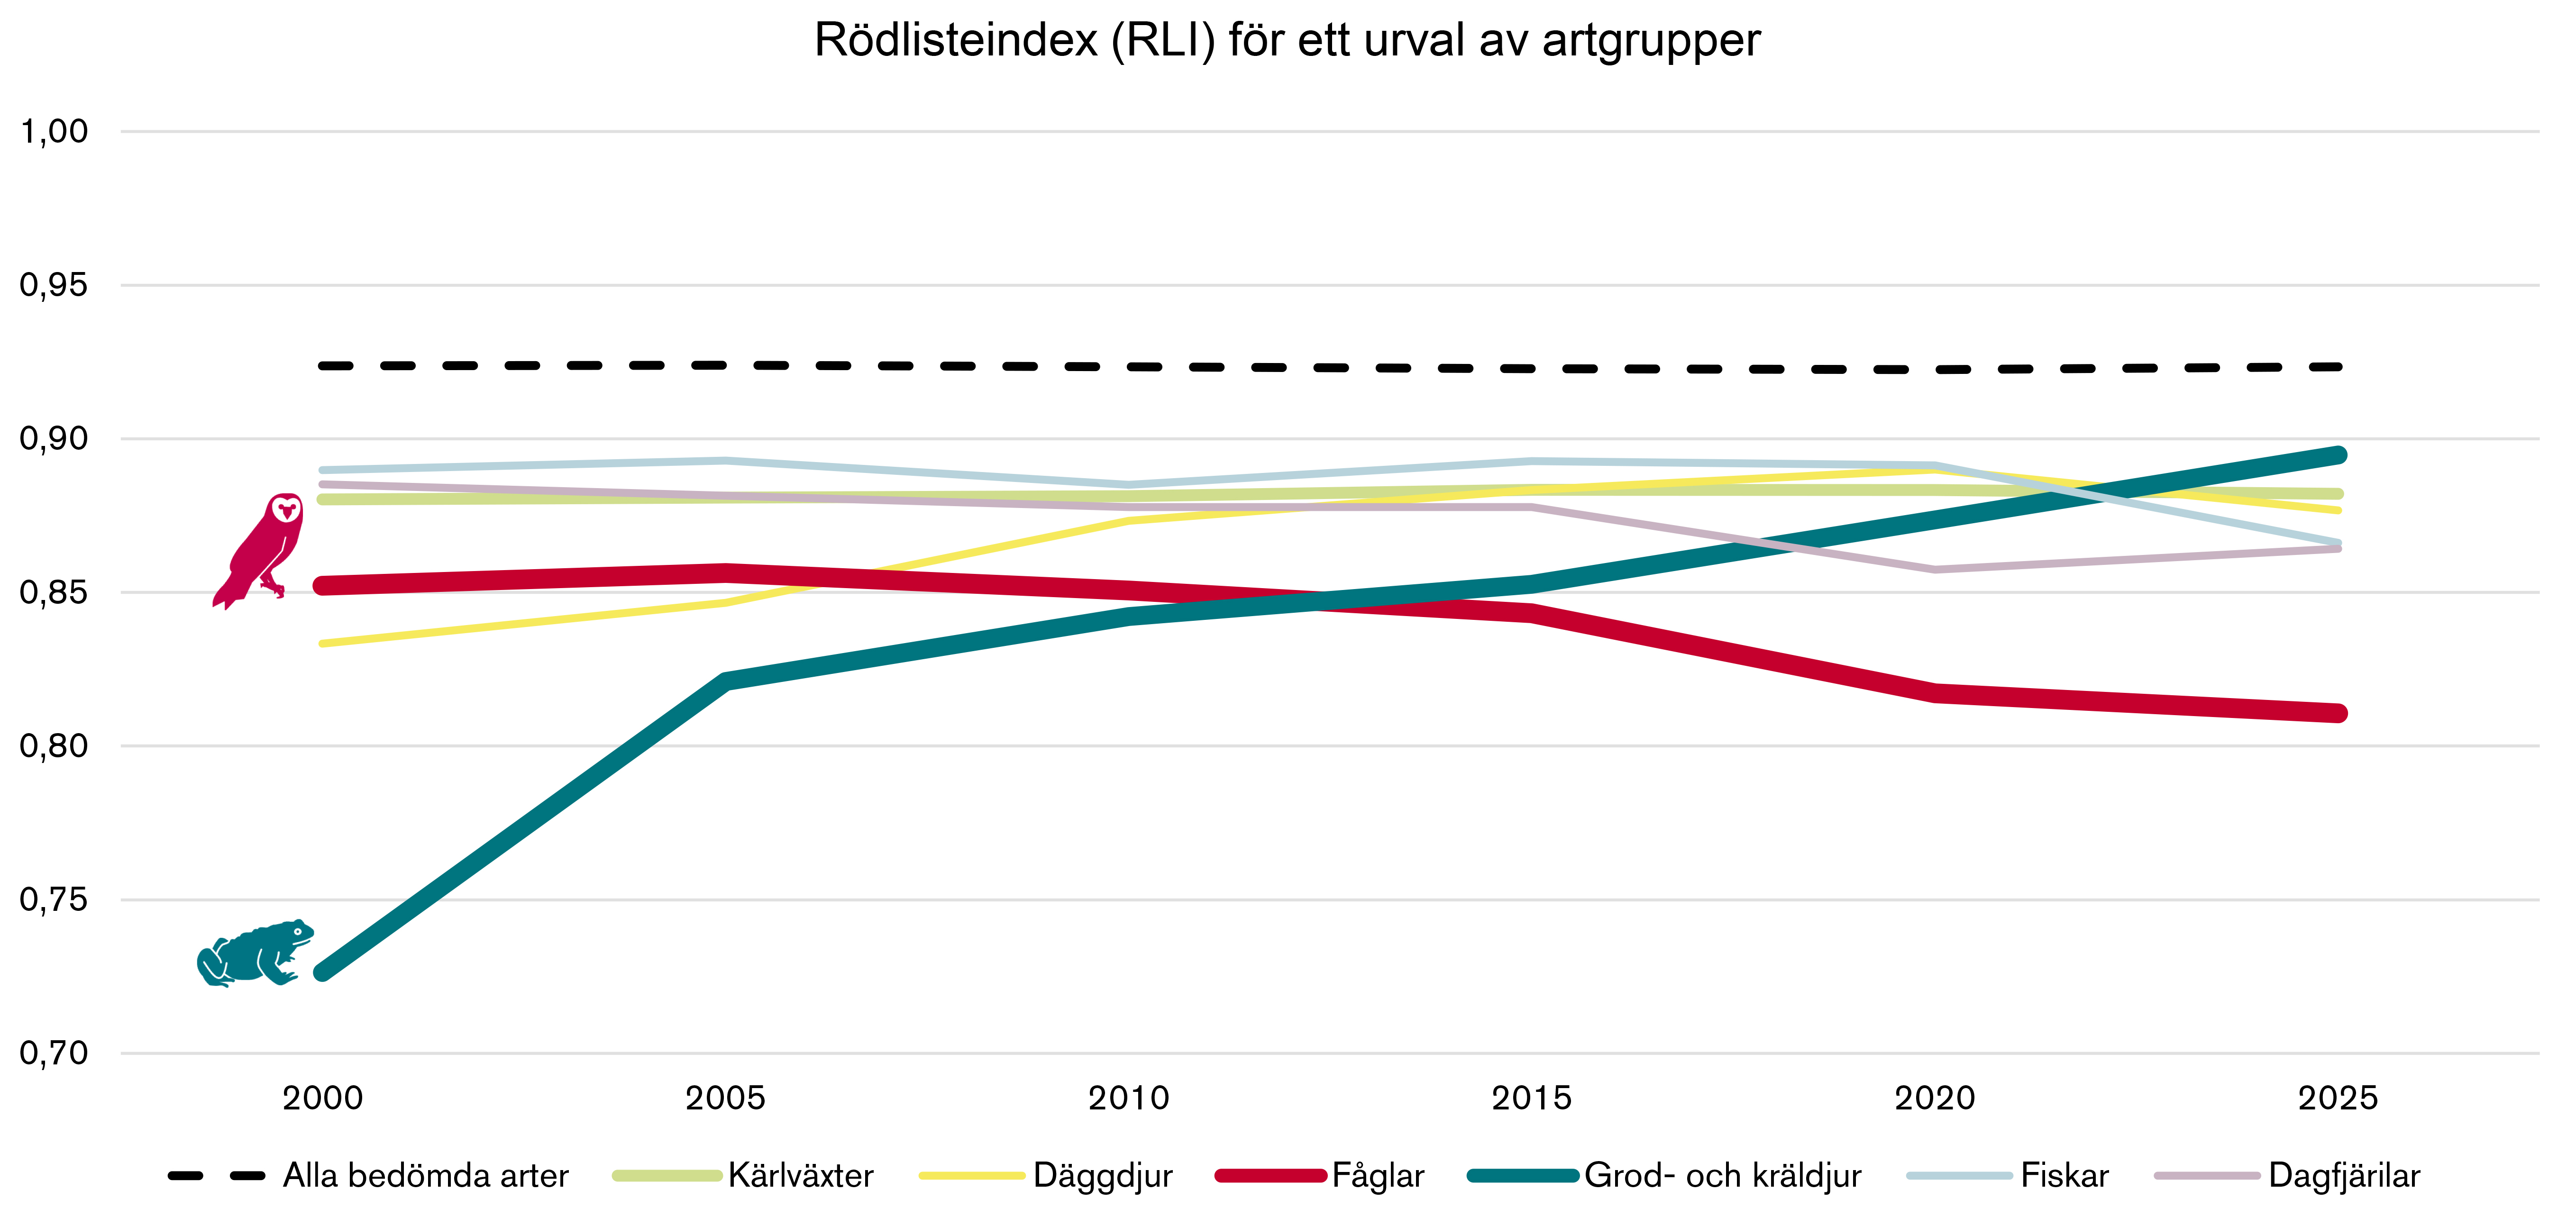 Rödlisteindex (RLI) för ett urval av artgrupper
1,00
0,95
0,90
0,85
0,80
0,75
0,70
2000 2005 2010 2015 2020 2025
Alla bedömda arter Kärlväxter Däggdjur Fåglar Grod- och kräldjur Fiskar Dagfjärilar